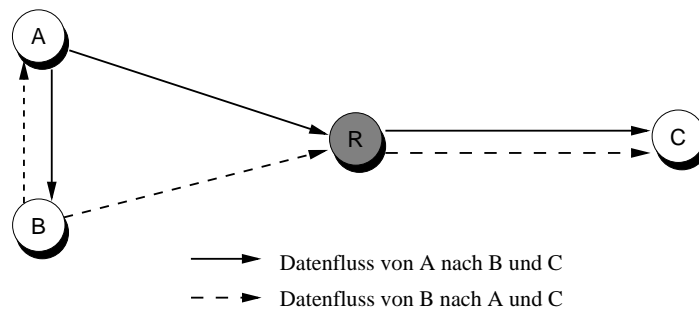 A
R
C
B
Datenfluss von A nach B und C
Datenfluss von B nach A und C